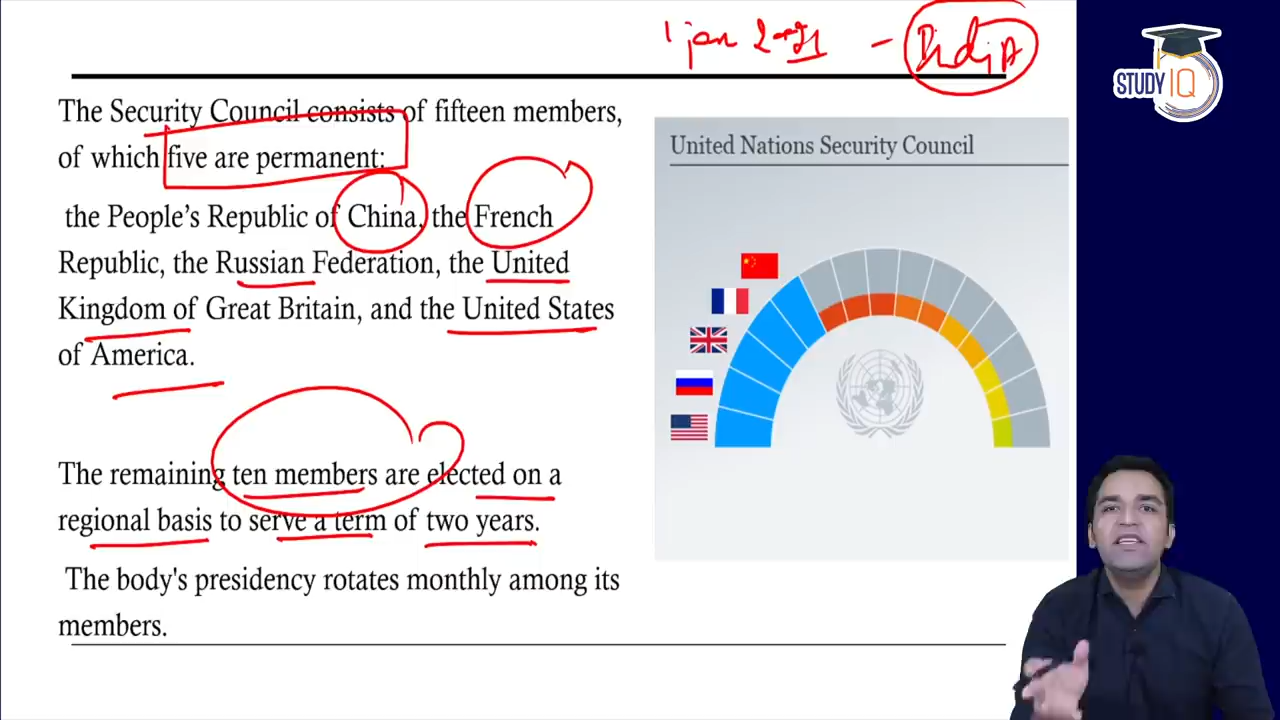 1 jan 2021 - IndiA
STUDY IQ
The Security Council consists of fifteen members,
of which five are permanent:
the People’s Republic of China, the French
Republic, the Russian Federation, the United
Kingdom of Great Britain, and the United States
of America.
The remaining ten members are elected on a
regional basis to serve a term of two years.
The body's presidency rotates monthly among its
members.
United Nations Security Council